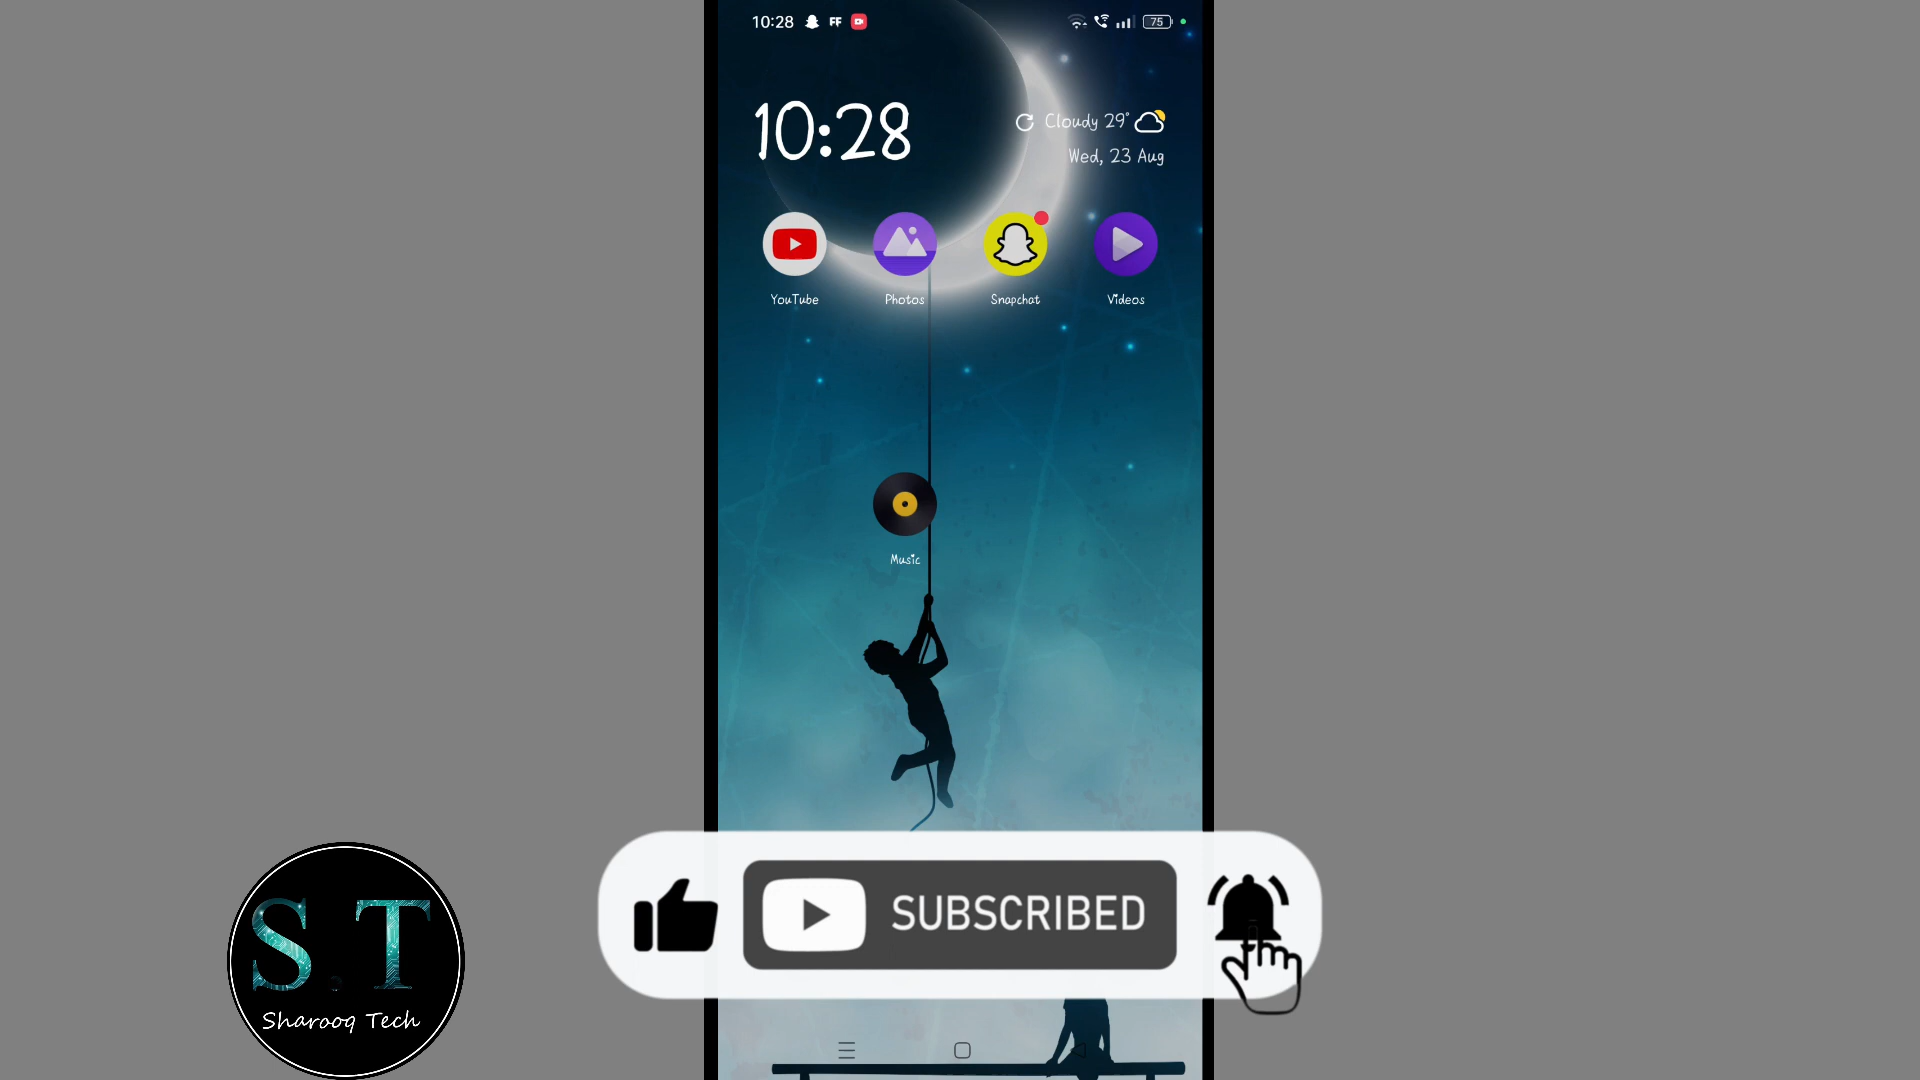 10:28 FF 75
10:28
Cloudy 29°
Wed, 23 Aug
YouTube Photos Snapchat Videos
Music
SUBSCRIBED
S.T
Sharooq Tech